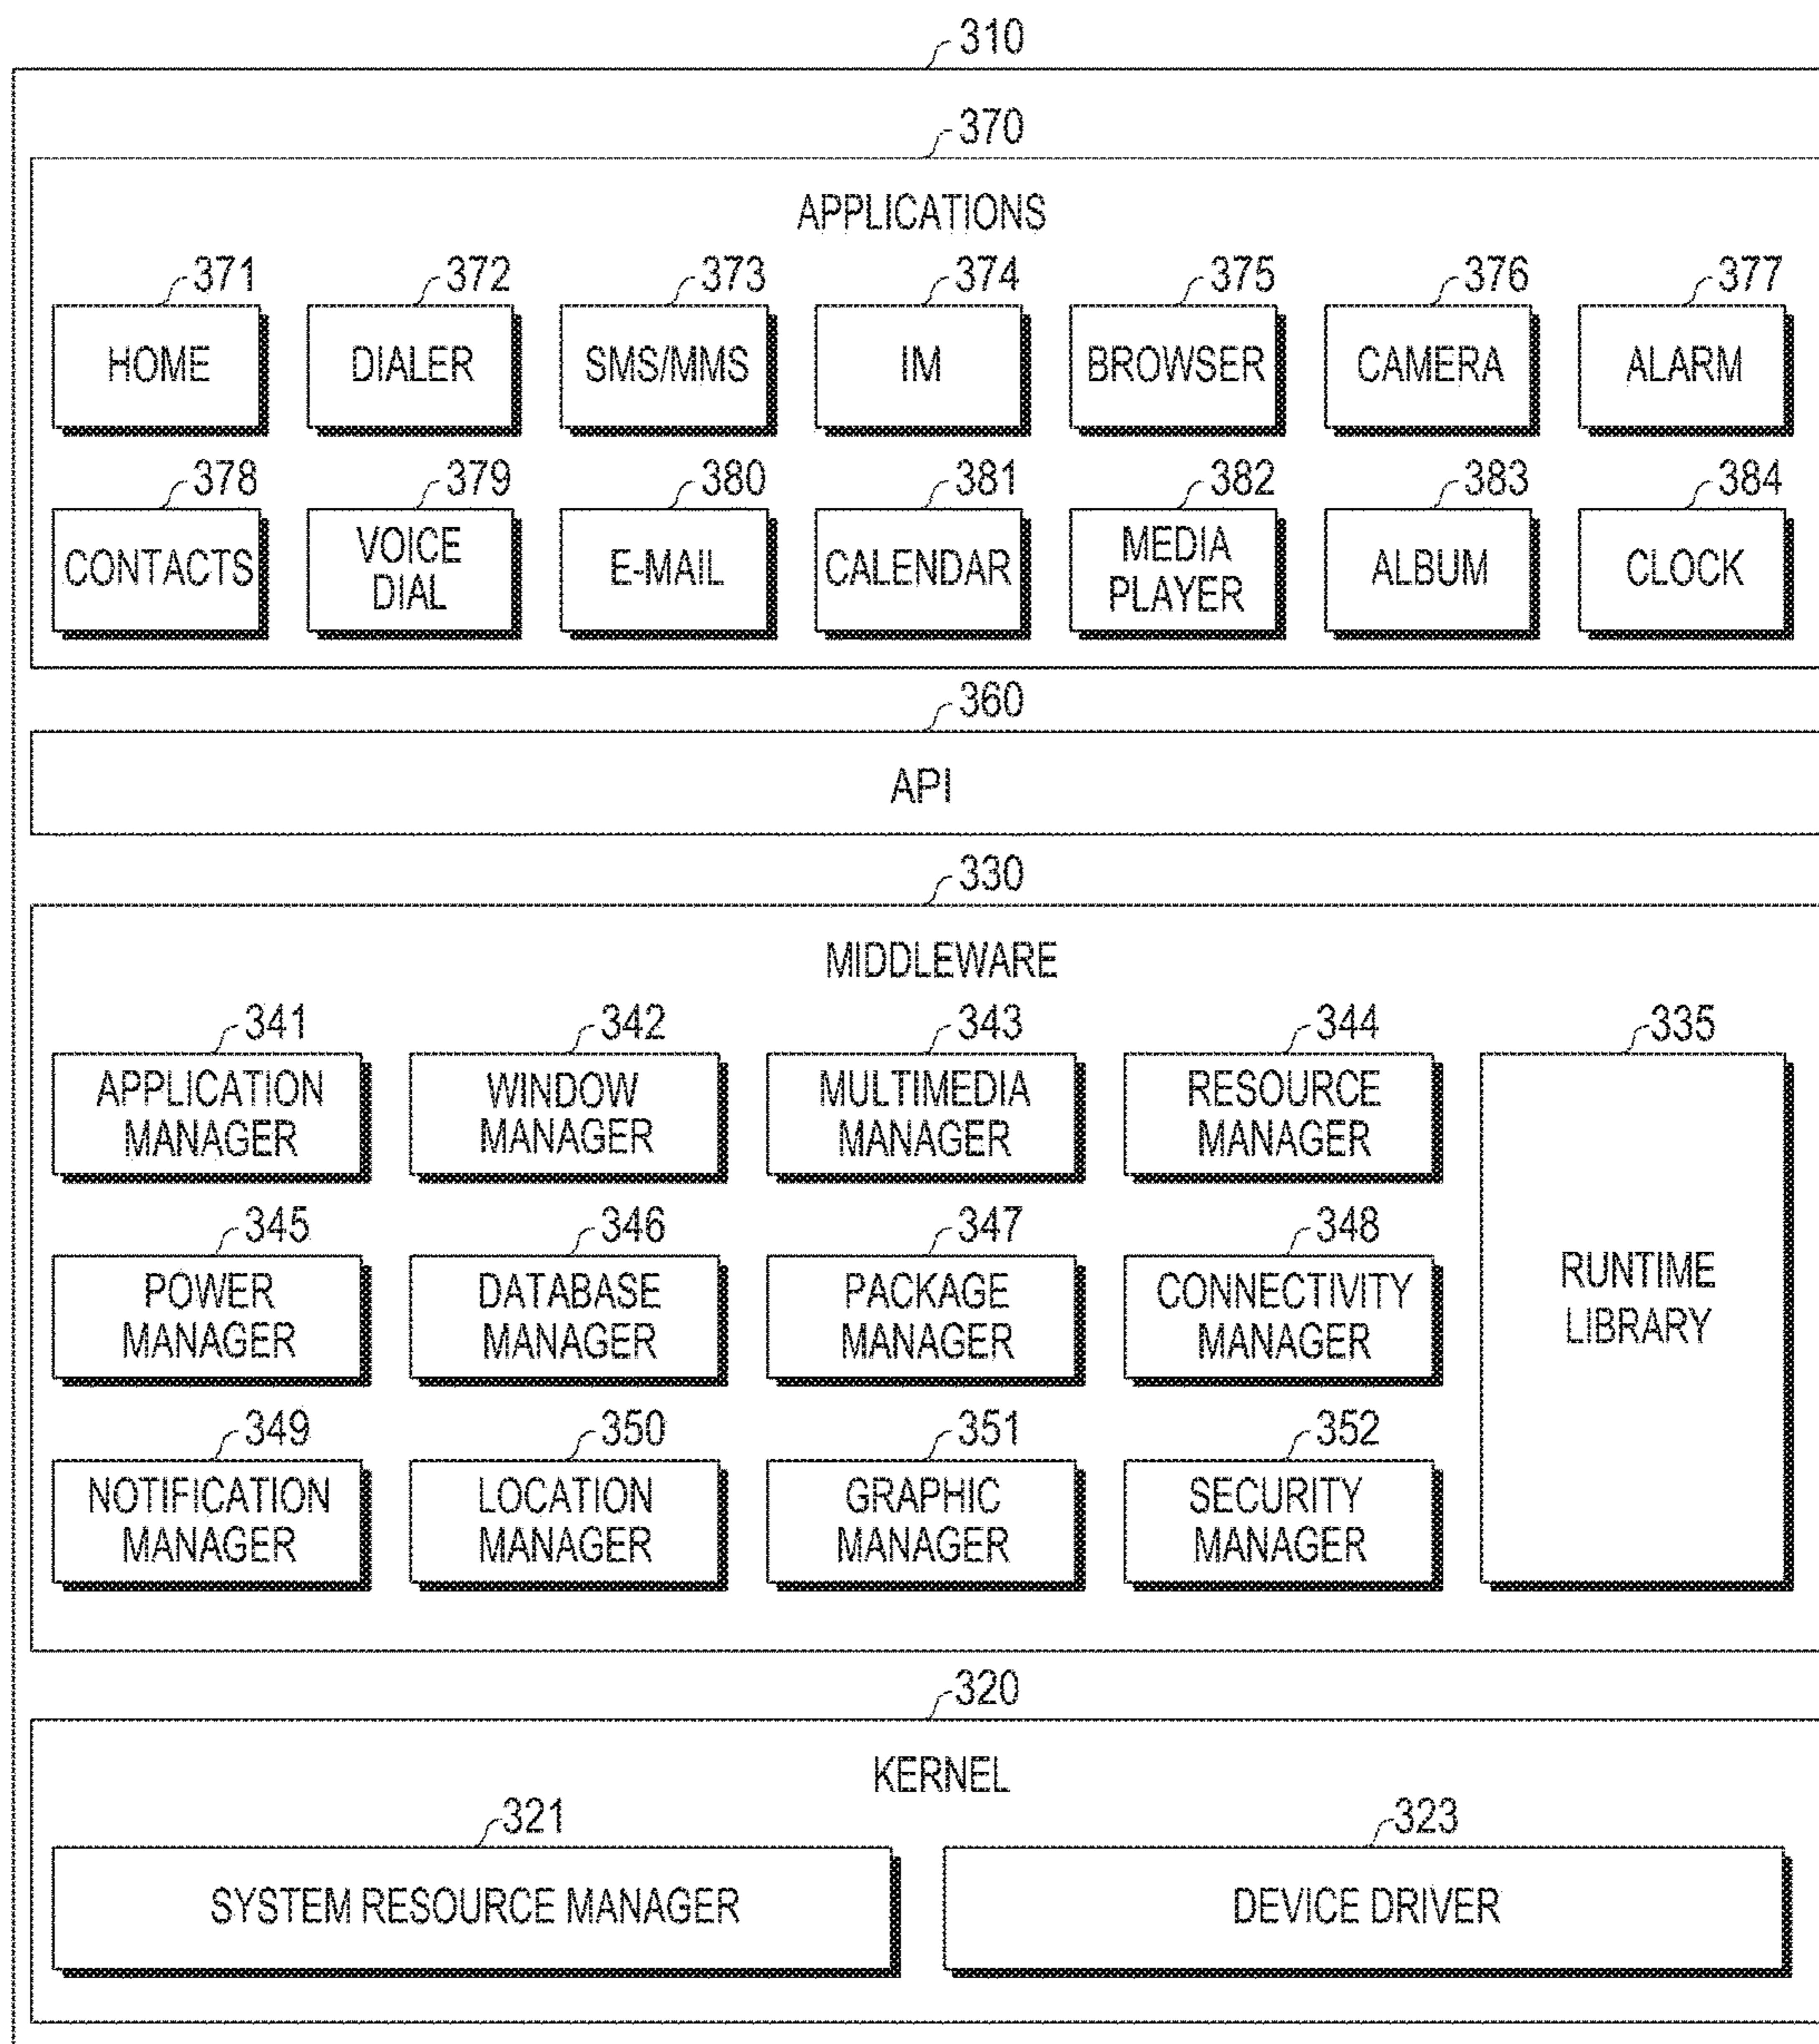 310
370
APPLICATIONS
371 372 373 374 375 376 377
HOME DIALER SMS/MMS IM BROWSER CAMERA ALARM
378 379 380 381 382 383 384
CONTACTS VOICE DIAL E-MAIL CALENDAR MEDIA PLAYER ALBUM CLOCK
360
API
330
MIDDLEWARE
341 342 343 344 335
APPLICATION MANAGER WINDOW MANAGER MULTIMEDIA MANAGER RESOURCE MANAGER
345 346 347 348
POWER MANAGER DATABASE MANAGER PACKAGE MANAGER CONNECTIVITY MANAGER RUNTIME LIBRARY
349 350 351 352
NOTIFICATION MANAGER LOCATION MANAGER GRAPHIC MANAGER SECURITY MANAGER
320
KERNEL
321 323
SYSTEM RESOURCE MANAGER DEVICE DRIVER